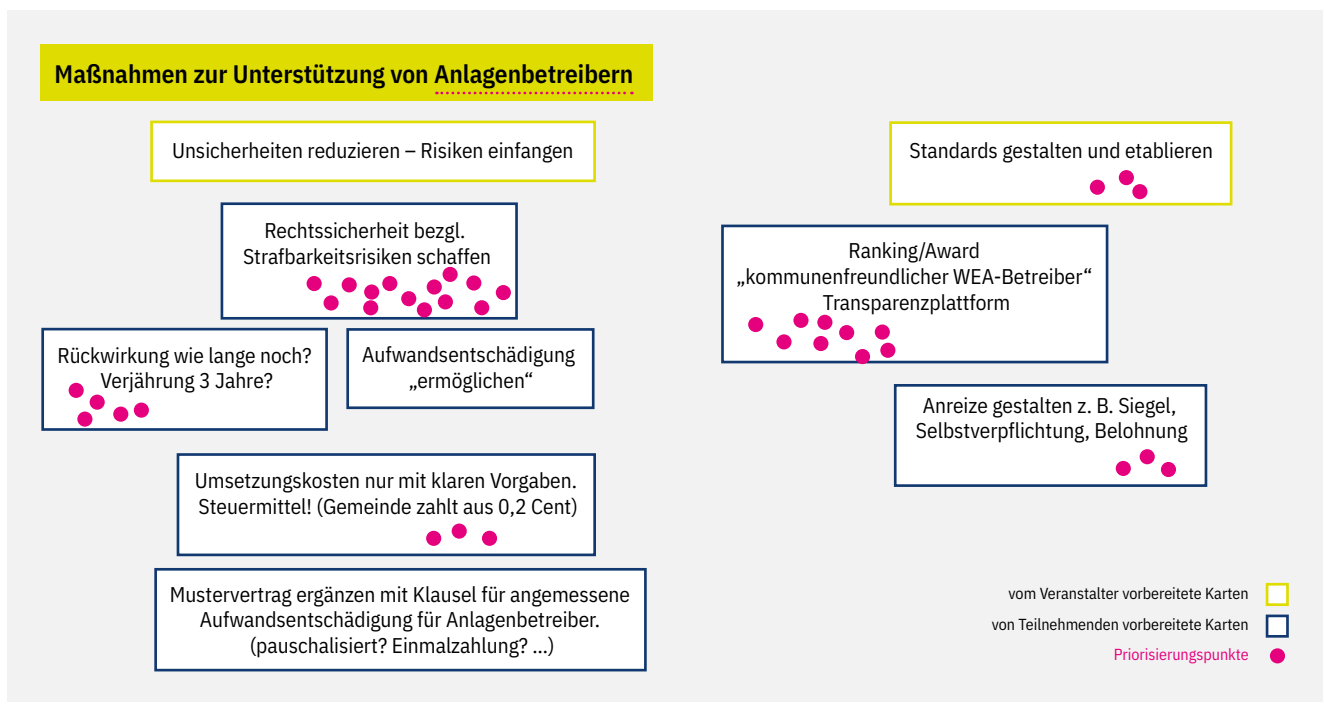 Maßnahmen zur Unterstützung von Anlagenbetreibern
Unsicherheiten reduzieren – Risiken einfangen
Rechtssicherheit bezgl.
Strafbarkeitsrisiken schaffen
Rückwirkung wie lange noch?
Verjährung 3 Jahre?
Aufwandsentschädigung
„ermöglichen“
Umsetzungskosten nur mit klaren Vorgaben.
Steuermittel! (Gemeinde zahlt aus 0,2 Cent)
Mustervertrag ergänzen mit Klausel für angemessene
Aufwandsentschädigung für Anlagenbetreiber.
(pauschalisiert? Einmalzahlung? ...)
Standards gestalten und etablieren
Ranking/Award
„kommunenfreundlicher WEA-Betreiber“
Transparenzplattform
Anreize gestalten z. B. Siegel,
Selbstverpflichtung, Belohnung
vom Veranstalter vorbereitete Karten
von Teilnehmenden vorbereitete Karten
Priorisierungspunkte